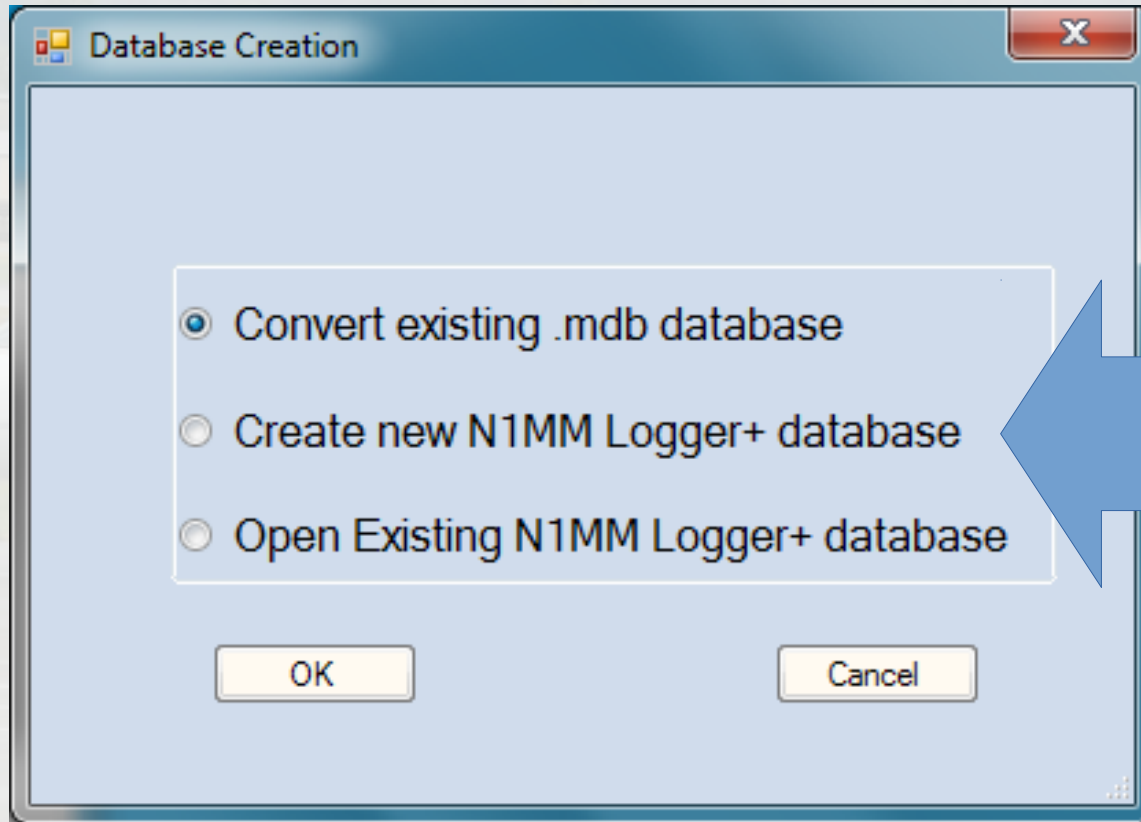 Database Creation
Convert existing .mdb database
Create new N1MM Logger+ database
Open Existing N1MM Logger+ database
OK
Cancel